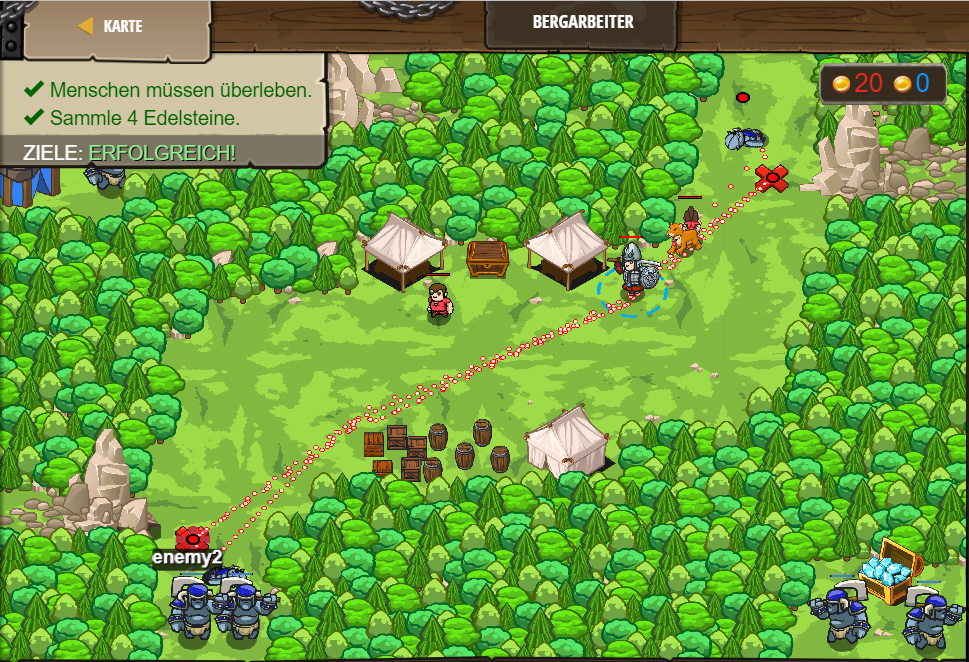 KARTE
BERGARBEITER
Menschen müssen überleben.
Sammle 4 Edelsteine.
ZIELE: ERFOLGREICH!
20 0
enemy2